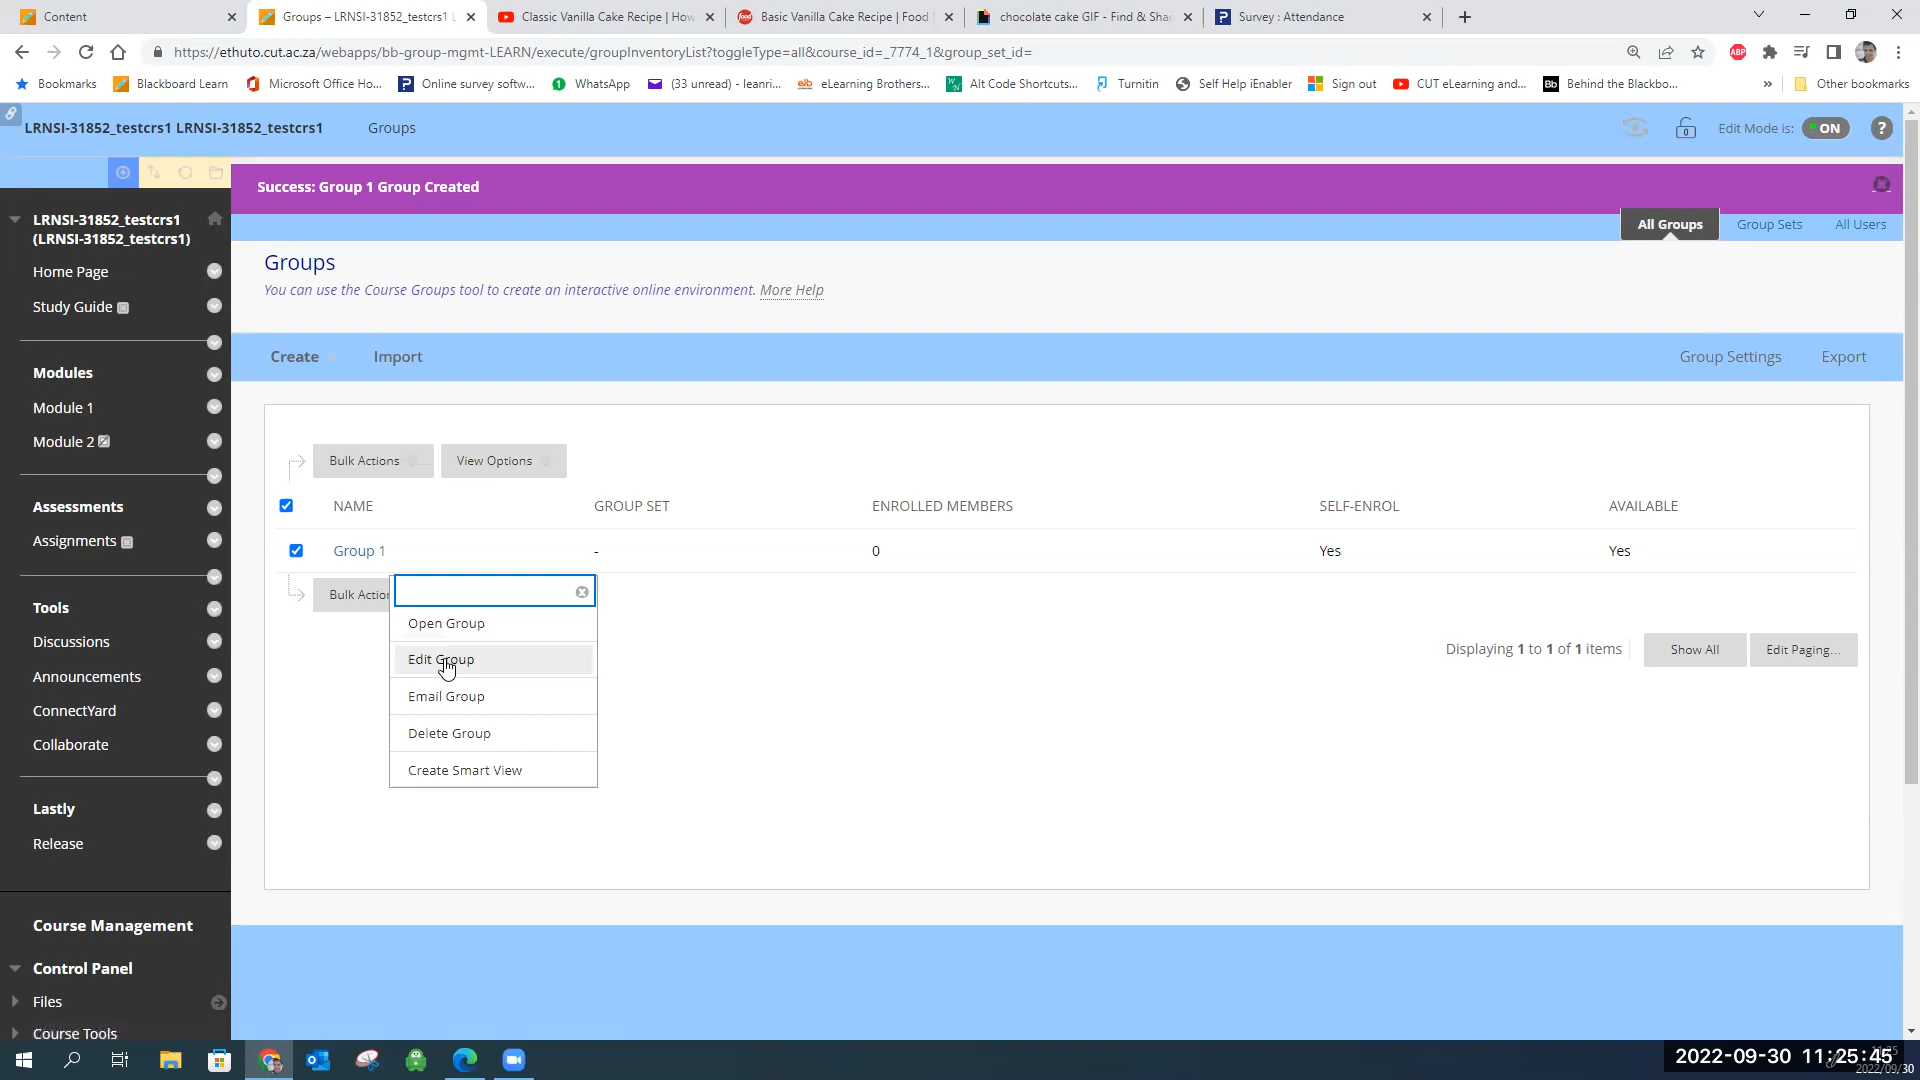 Content
Groups – LRNSI-31852_testcrs1 L
Classic Vanilla Cake Recipe | How
Basic Vanilla Cake Recipe | Food
chocolate cake GIF - Find & Shar
Survey : Attendance
https://ethuto.cut.ac.za/webapps/bb-group-mgmt-LEARN/execute/groupInventoryList?toggleType=all&course_id=_7774_1&group_set_id=
ABP
Bookmarks
Blackboard Learn
Microsoft Office Ho...
Online survey softw...
WhatsApp
(33 unread) - leanri...
eLearning Brothers...
Alt Code Shortcuts...
Turnitin
Self Help iEnabler
Sign out
CUT eLearning and...
Bb
Behind the Blackbo...
»
Other bookmarks
LRNSI-31852_testcrs1 LRNSI-31852_testcrs1
Groups
Edit Mode is:
ON
?
Success: Group 1 Group Created
All Groups
Group Sets
All Users
LRNSI-31852_testcrs1
(LRNSI-31852_testcrs1)
Home Page
Study Guide
Modules
Module 1
Module 2
Assessments
Assignments
Tools
Discussions
Announcements
ConnectYard
Collaborate
Lastly
Release
Course Management
Control Panel
Files
Course Tools
Groups
You can use the Course Groups tool to create an interactive online environment. More Help
Create
Import
Group Settings
Export
Bulk Actions
View Options
NAME
GROUP SET
ENROLLED MEMBERS
SELF-ENROL
AVAILABLE
Group 1
-
0
Yes
Yes
Bulk Action
Open Group
Edit Group
Email Group
Delete Group
Create Smart View
Displaying 1 to 1 of 1 items
Show All
Edit Paging...
2022-09-30 11:25:45
2022/09/30